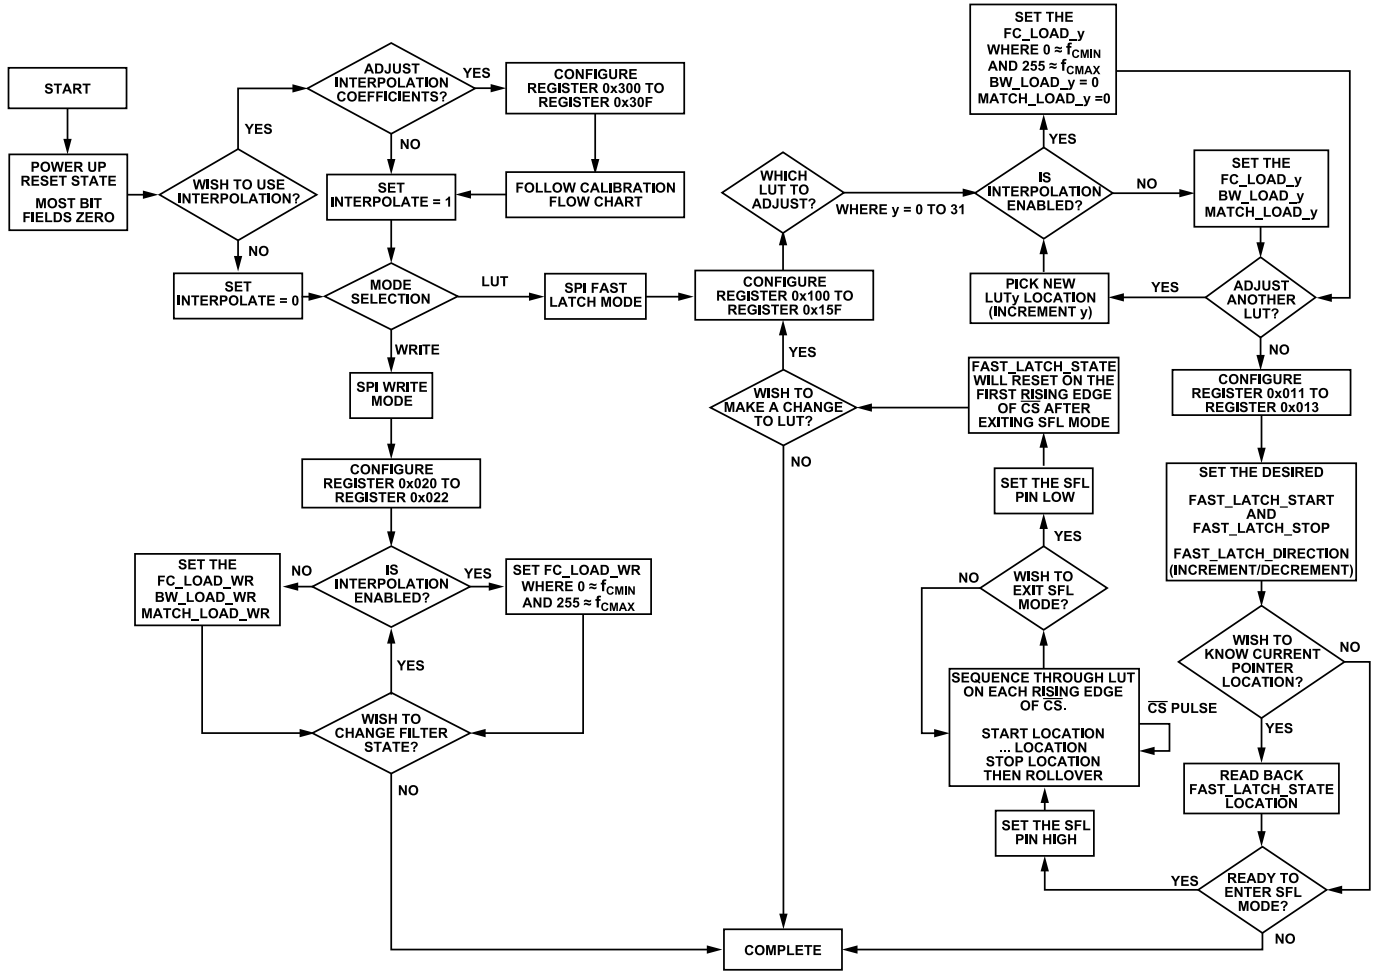 START
POWER UP
RESET STATE
MOST BIT
FIELDS ZERO
WISH TO USE
INTERPOLATION?
YES
NO
ADJUST
INTERPOLATION
COEFFICIENTS?
YES
NO
CONFIGURE
REGISTER 0x300 TO
REGISTER 0x30F
FOLLOW CALIBRATION
FLOW CHART
SET
INTERPOLATE = 1
SET
INTERPOLATE = 0
MODE
SELECTION
LUT
WRITE
SPI FAST
LATCH MODE
SPI WRITE
MODE
CONFIGURE
REGISTER 0x020 TO
REGISTER 0x022
IS
INTERPOLATION
ENABLED?
NO
YES
SET THE
FC_LOAD_WR
BW_LOAD_WR
MATCH_LOAD_WR
SET FC_LOAD_WR
WHERE 0 ≈ fCMIN
AND 255 ≈ fCMAX
YES
WISH TO
CHANGE FILTER
STATE?
NO
CONFIGURE
REGISTER 0x100 TO
REGISTER 0x15F
WHICH
LUT TO
ADJUST?
WHERE y = 0 TO 31
IS
INTERPOLATION
ENABLED?
YES
NO
SET THE
FC_LOAD_y
WHERE 0 ≈ fCMIN
AND 255 ≈ fCMAX
BW_LOAD_y = 0
MATCH_LOAD_y =0
SET THE
FC_LOAD_y
BW_LOAD_y
MATCH_LOAD_y
ADJUST
ANOTHER
LUT?
YES
NO
PICK NEW
LUTy LOCATION
(INCREMENT y)
CONFIGURE
REGISTER 0x011 TO
REGISTER 0x013
SET THE DESIRED
FAST_LATCH_START
AND
FAST_LATCH_STOP
FAST_LATCH_DIRECTION
(INCREMENT/DECREMENT)
WISH TO
KNOW CURRENT
POINTER
LOCATION?
NO
YES
READ BACK
FAST_LATCH_STATE
LOCATION
READY TO
ENTER SFL
MODE?
YES
NO
SET THE SFL
PIN HIGH
SEQUENCE THROUGH LUT
ON EACH RISING EDGE
OF CS.
START LOCATION
... LOCATION
STOP LOCATION
THEN ROLLOVER
CS PULSE
WISH TO
EXIT SFL
MODE?
NO
YES
SET THE SFL
PIN LOW
FAST_LATCH_STATE
WILL RESET ON THE
FIRST RISING EDGE
OF CS AFTER
EXITING SFL MODE
WISH TO
MAKE A CHANGE
TO LUT?
YES
NO
COMPLETE